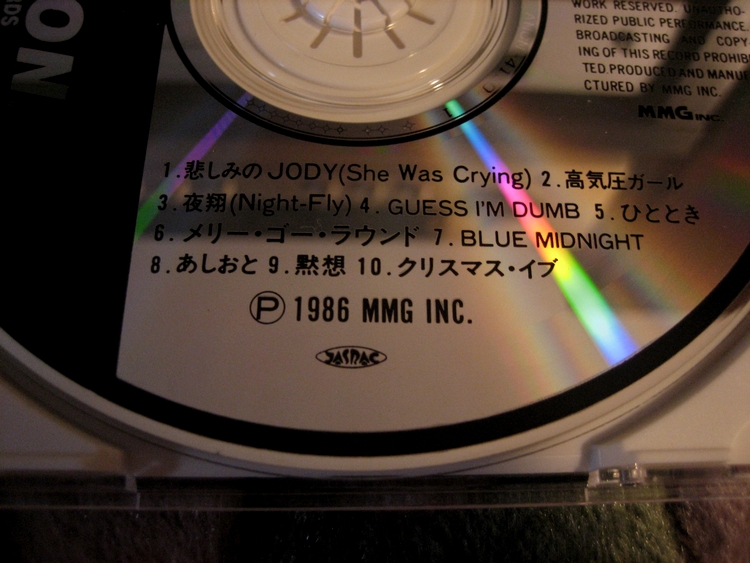 ON
RDS
WORK RESERVED. UNAUTHO-
RIZED PUBLIC PERFORMANCE.
BROADCASTING AND COPY-
ING OF THIS RECORD PROHIBI
TED.PRODUCED AND MANUF
CTURED BY MMG INC.
MMG INC.
1.悲しみのJODY(She Was Crying) 2.高気圧ガール
3.夜翔(Night-Fly) 4.GUESS I'M DUMB 5.ひととき
6.メリー・ゴー・ラウンド 7.BLUE MIDNIGHT
8.あしおと 9.黙想 10.クリスマス・イブ
Ⓟ1986 MMG INC.
JASRAC